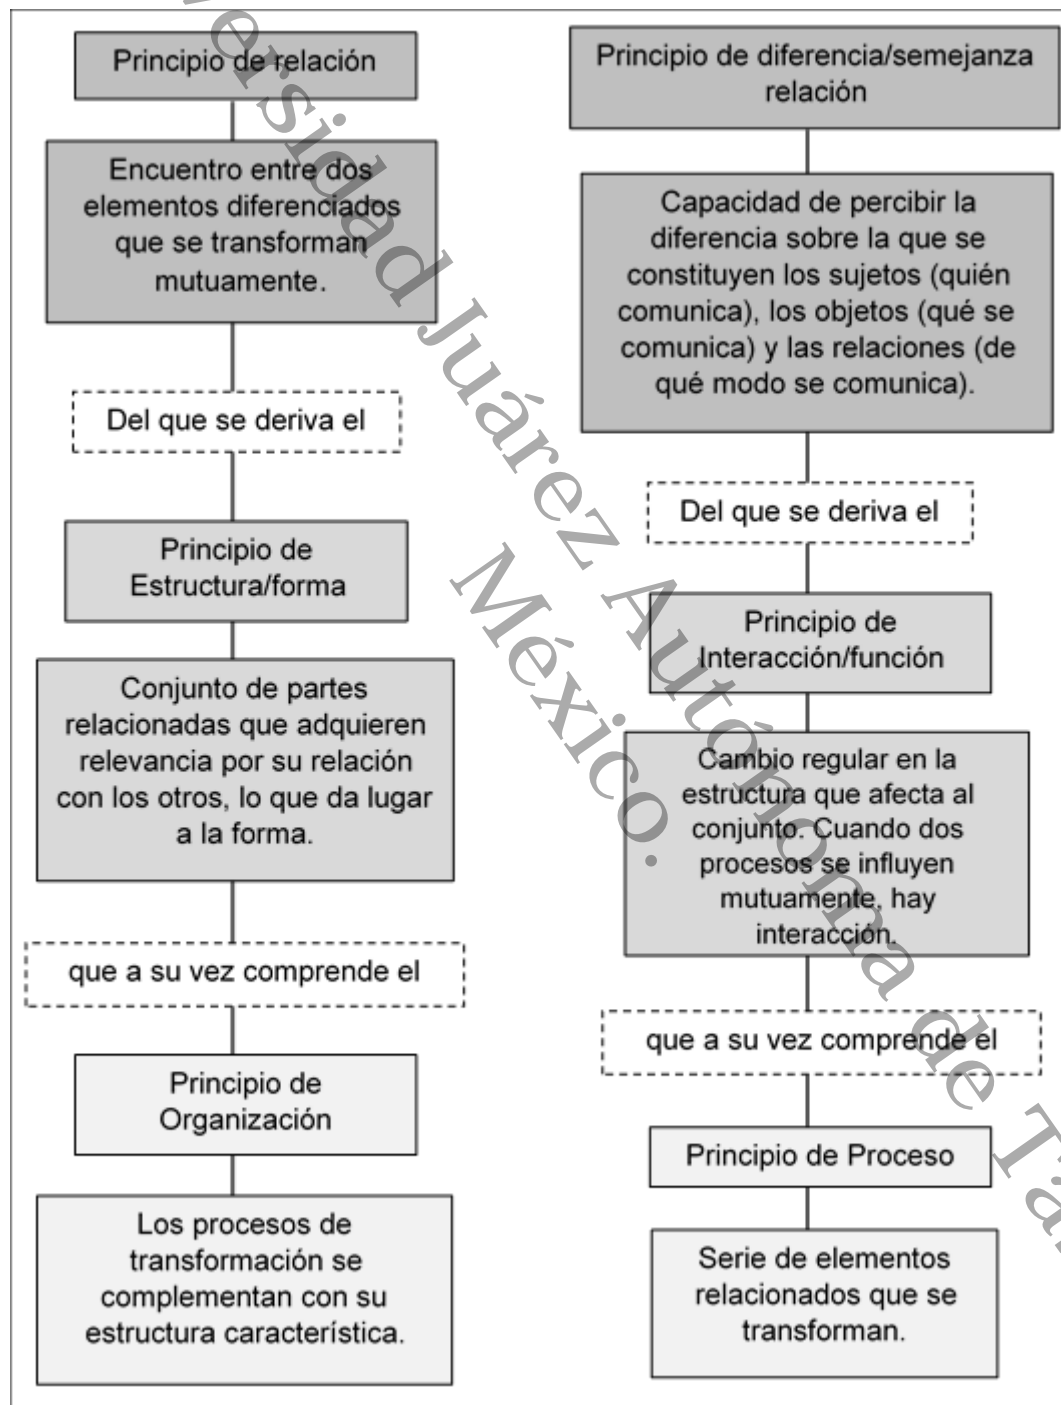 Principio de relación
Encuentro entre dos
elementos diferenciados
que se transforman
mutuamente.
Del que se deriva el
Principio de
Estructura/forma
Conjunto de partes
relacionadas que adquieren
relevancia por su relación
con los otros, lo que da lugar
a la forma.
que a su vez comprende el
Principio de
Organización
Los procesos de
transformación se
complementan con su
estructura característica.
Principio de diferencia/semejanza
relación
Capacidad de percibir la
diferencia sobre la que se
constituyen los sujetos (quién
comunica), los objetos (qué se
comunica) y las relaciones (de
qué modo se comunica).
Del que se deriva el
Principio de
Interacción/función
Cambio regular en la
estructura que afecta al
conjunto. Cuando dos
procesos se influyen
mutuamente, hay
interacción.
que a su vez comprende el
Principio de Proceso
Serie de elementos
relacionados que se
transforman.
Juárez Autónoma de
México.